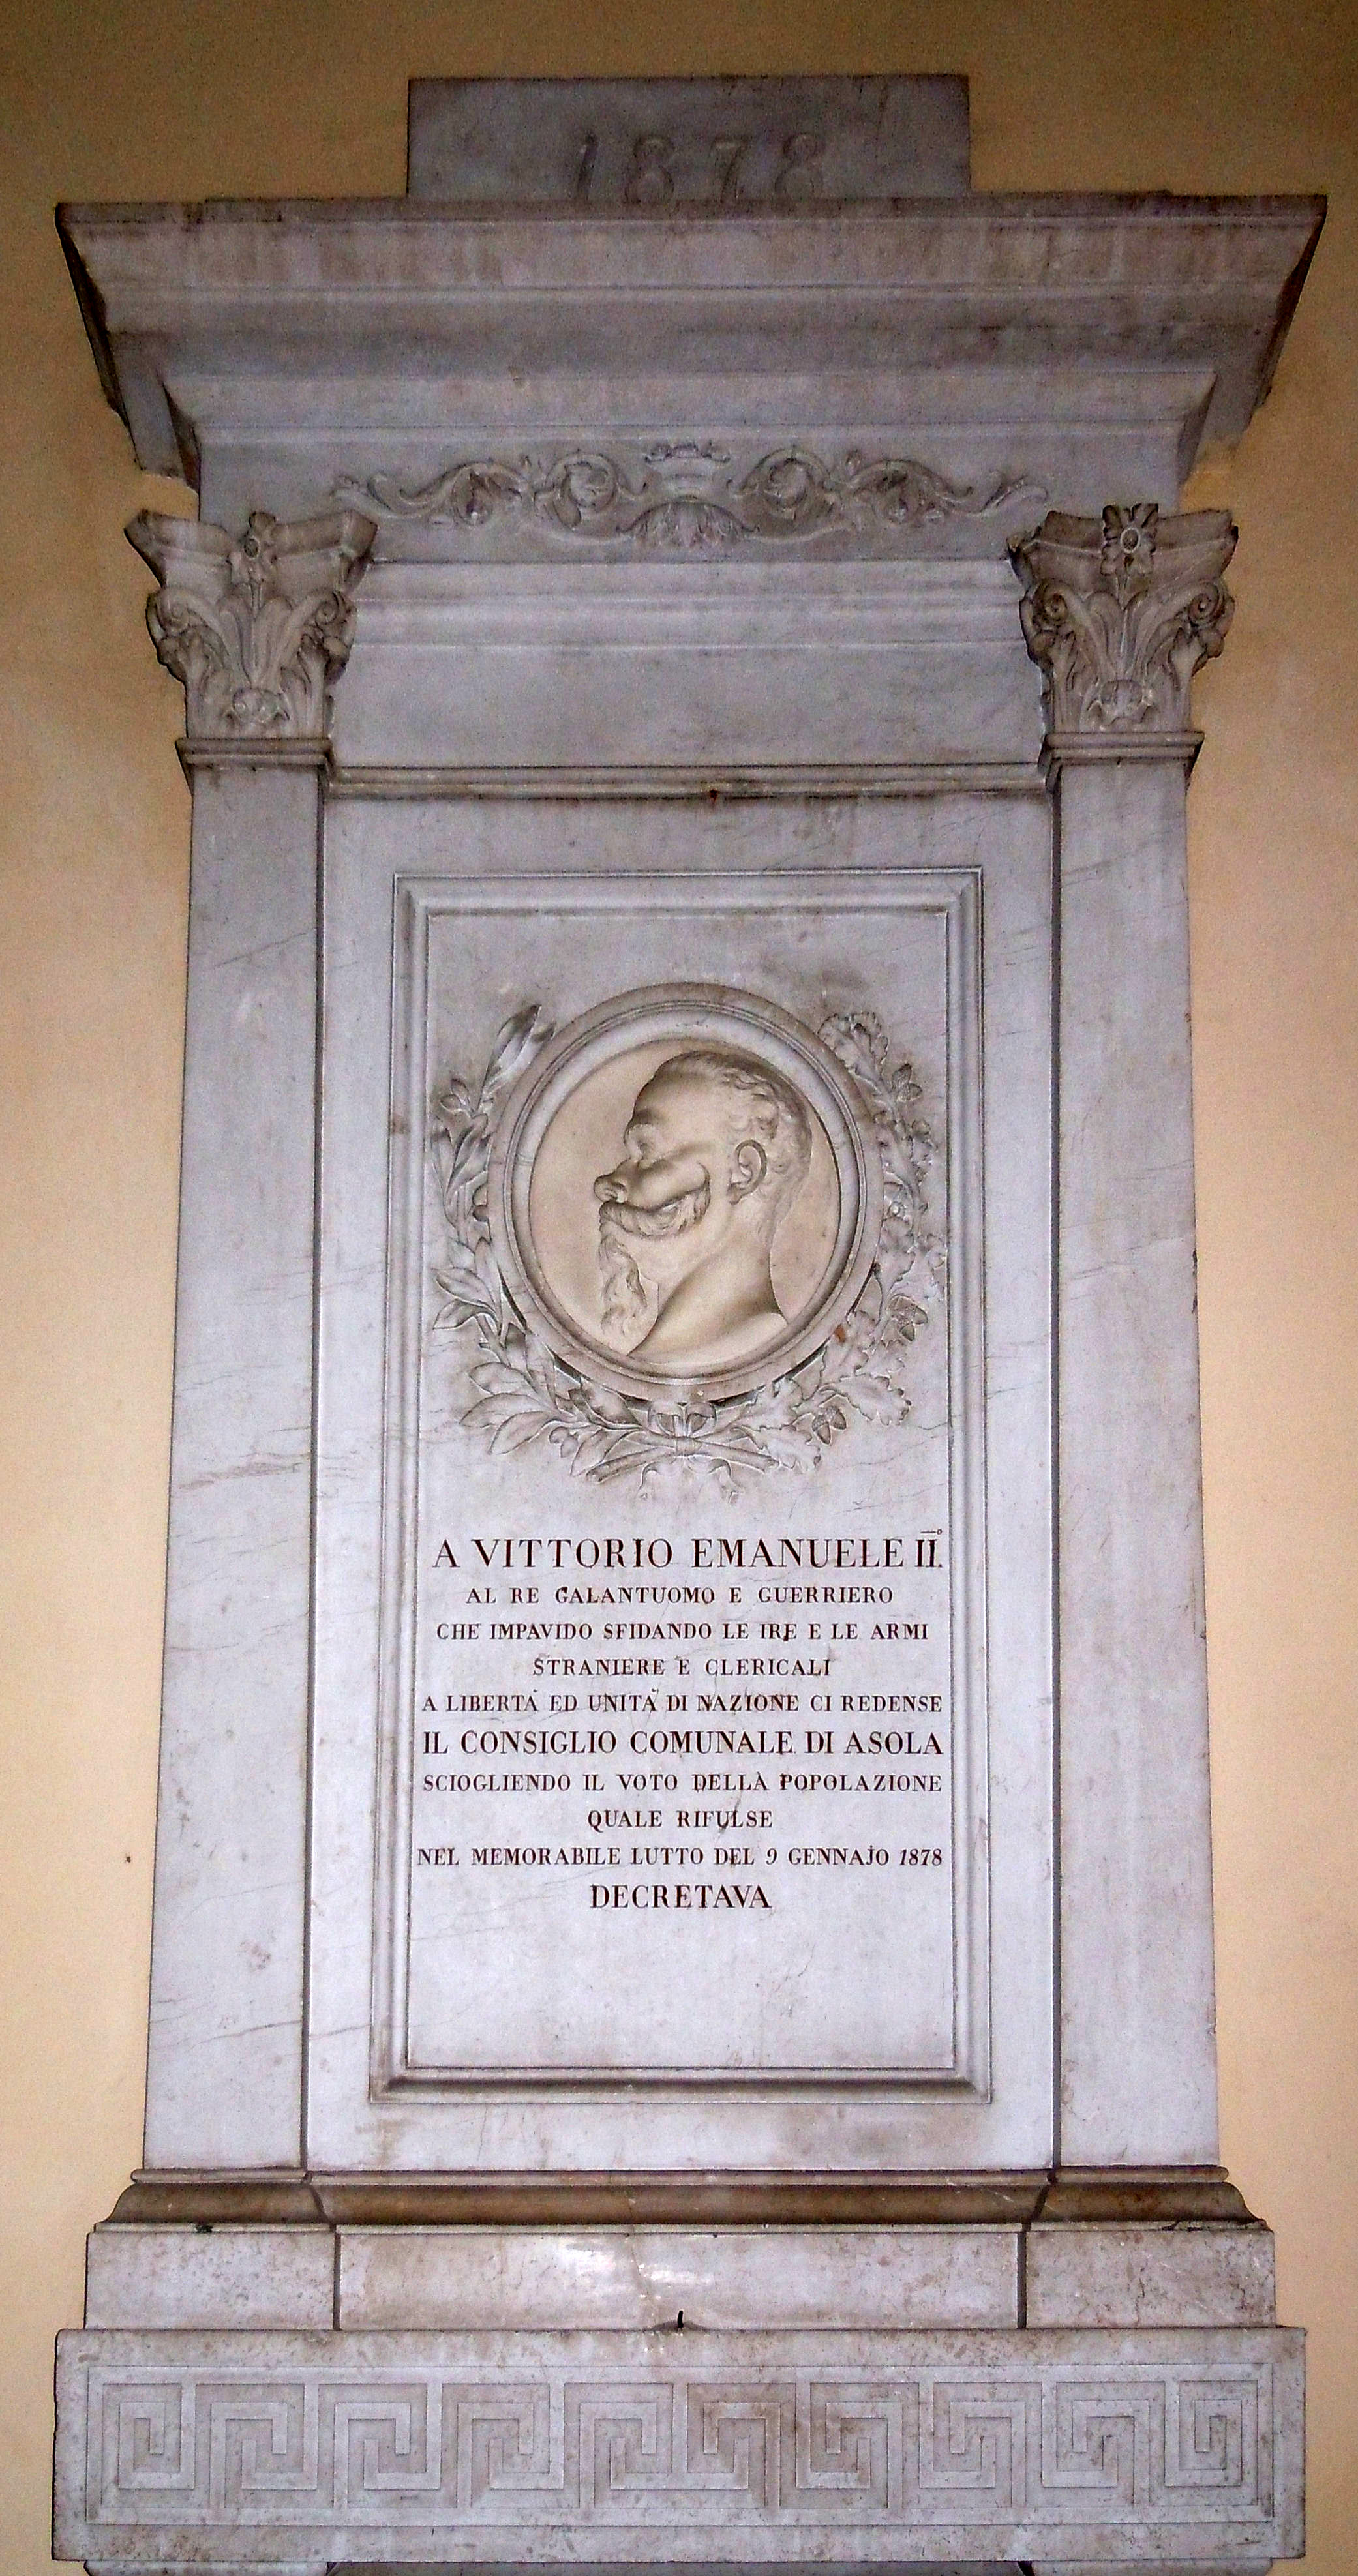 1878
A VITTORIO EMANUELE II.°
AL RE GALANTUOMO E GUERRIERO
CHE IMPAVIDO SFIDANDO LE IRE E LE ARMI
STRANIERE E CLERICALI
A LIBERTÀ ED UNITÀ DI NAZIONE CI REDENSE
IL CONSIGLIO COMUNALE DI ASOLA
SCIOGLIENDO IL VOTO DELLA POPOLAZIONE
QUALE RIFULSE
NEL MEMORABILE LUTTO DEL 9 GENNAJO 1878
DECRETAVA